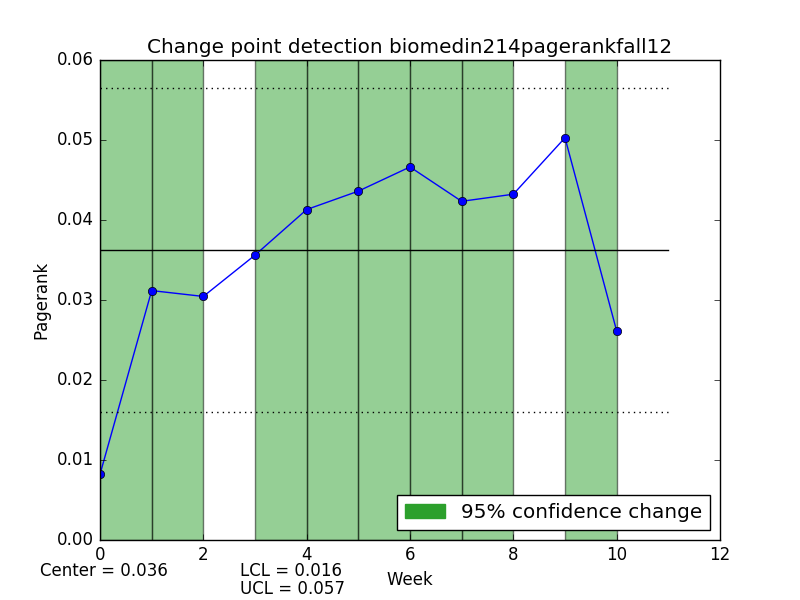 Change point detection biomedin214pagerankfall12
0.06
0.05
0.04
0.03
0.02
0.01
0.00
Pagerank
95% confidence change
0 2 4 6 8 10 12
Center = 0.036
LCL = 0.016
UCL = 0.057
Week